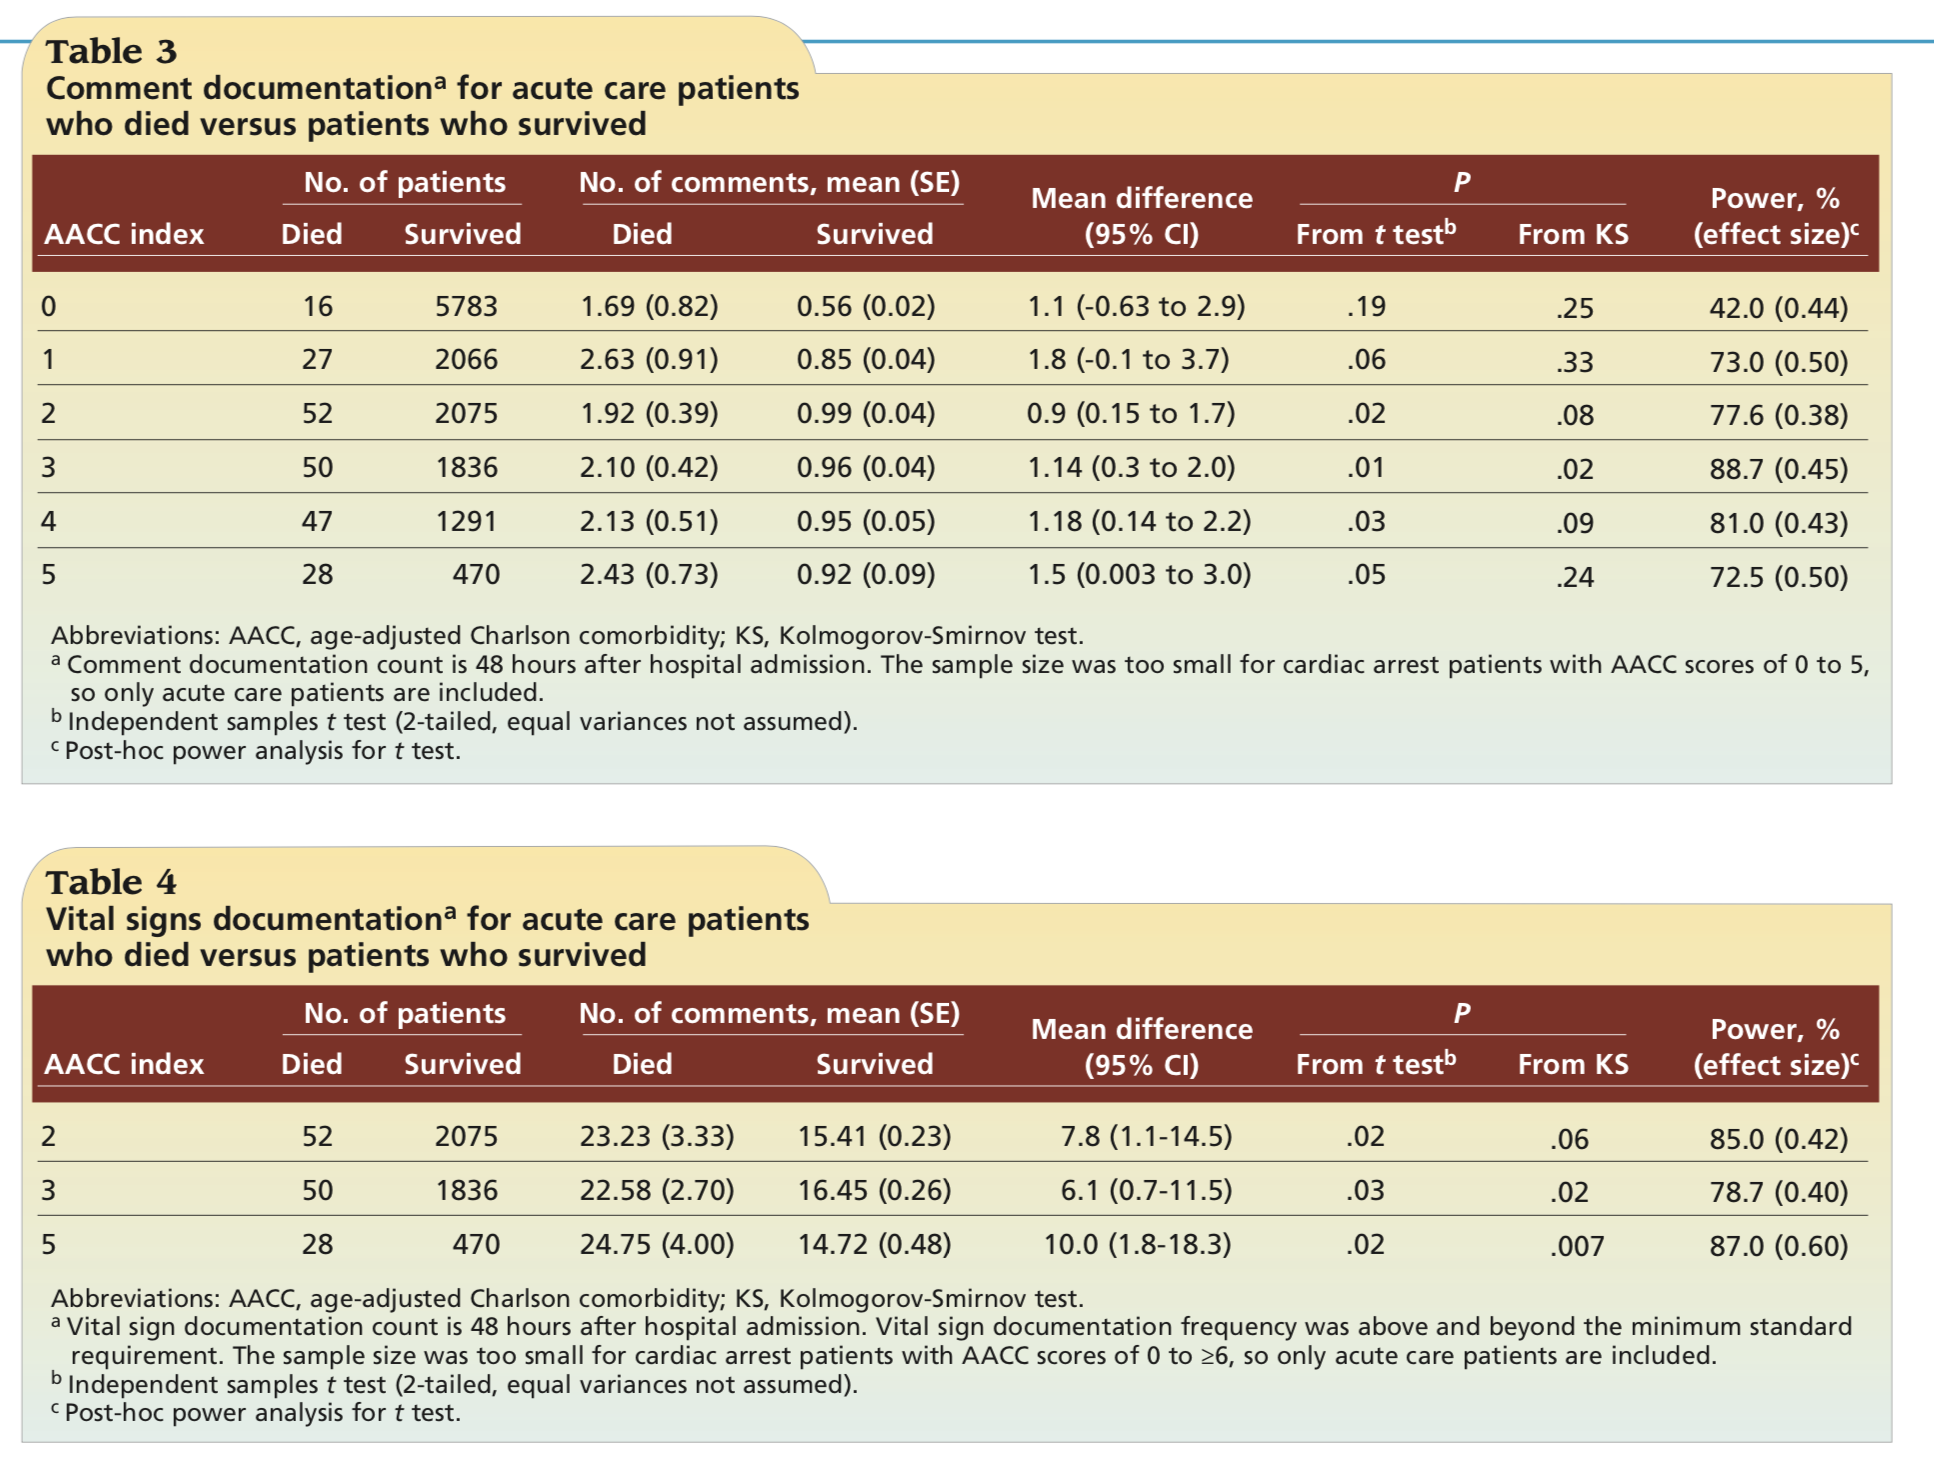 Table 3
Comment documentationᵃ for acute care patients
who died versus patients who survived
No. of patients No. of comments, mean (SE) Mean difference P Power, %
AACC index Died Survived Died Survived (95% CI) From t testᵇ From KS (effect size)ᶜ
0 16 5783 1.69 (0.82) 0.56 (0.02) 1.1 (-0.63 to 2.9) .19 .25 42.0 (0.44)
1 27 2066 2.63 (0.91) 0.85 (0.04) 1.8 (-0.1 to 3.7) .06 .33 73.0 (0.50)
2 52 2075 1.92 (0.39) 0.99 (0.04) 0.9 (0.15 to 1.7) .02 .08 77.6 (0.38)
3 50 1836 2.10 (0.42) 0.96 (0.04) 1.14 (0.3 to 2.0) .01 .02 88.7 (0.45)
4 47 1291 2.13 (0.51) 0.95 (0.05) 1.18 (0.14 to 2.2) .03 .09 81.0 (0.43)
5 28 470 2.43 (0.73) 0.92 (0.09) 1.5 (0.003 to 3.0) .05 .24 72.5 (0.50)
Abbreviations: AACC, age-adjusted Charlson comorbidity; KS, Kolmogorov-Smirnov test.
ᵃ Comment documentation count is 48 hours after hospital admission. The sample size was too small for cardiac arrest patients with AACC scores of 0 to 5,
so only acute care patients are included.
ᵇ Independent samples t test (2-tailed, equal variances not assumed).
ᶜ Post-hoc power analysis for t test.
Table 4
Vital signs documentationᵃ for acute care patients
who died versus patients who survived
No. of patients No. of comments, mean (SE) Mean difference P Power, %
AACC index Died Survived Died Survived (95% CI) From t testᵇ From KS (effect size)ᶜ
2 52 2075 23.23 (3.33) 15.41 (0.23) 7.8 (1.1-14.5) .02 .06 85.0 (0.42)
3 50 1836 22.58 (2.70) 16.45 (0.26) 6.1 (0.7-11.5) .03 .02 78.7 (0.40)
5 28 470 24.75 (4.00) 14.72 (0.48) 10.0 (1.8-18.3) .02 .007 87.0 (0.60)
Abbreviations: AACC, age-adjusted Charlson comorbidity; KS, Kolmogorov-Smirnov test.
ᵃ Vital sign documentation count is 48 hours after hospital admission. Vital sign documentation frequency was above and beyond the minimum standard
requirement. The sample size was too small for cardiac arrest patients with AACC scores of 0 to ≥6, so only acute care patients are included.
ᵇ Independent samples t test (2-tailed, equal variances not assumed).
ᶜ Post-hoc power analysis for t test.